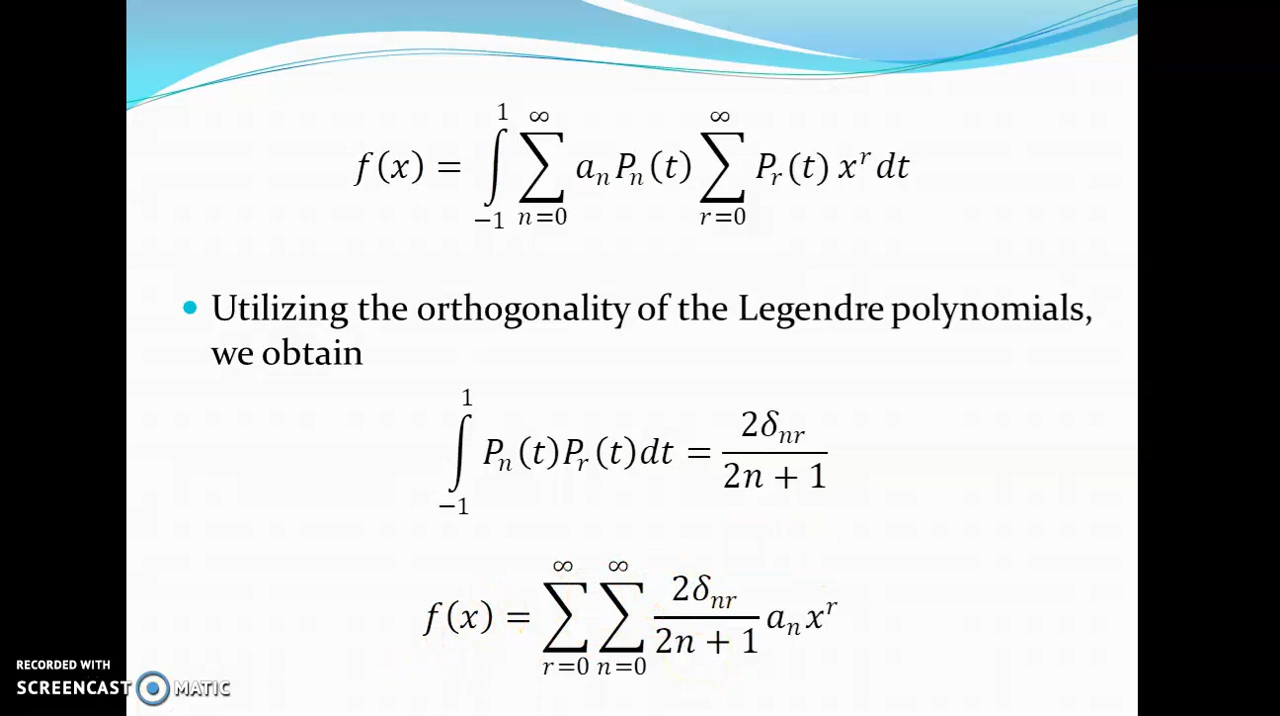 f(x) = ∫_{-1}^{1} ∑_{n=0}^{∞} a_n P_n(t) ∑_{r=0}^{∞} P_r(t) x^r dt
• Utilizing the orthogonality of the Legendre polynomials,
we obtain
∫_{-1}^{1} P_n(t)P_r(t)dt = 2δ_{nr} / 2n + 1
f(x) = ∑_{r=0}^{∞} ∑_{n=0}^{∞} 2δ_{nr} / 2n + 1 a_n x^r
RECORDED WITH
SCREENCAST MATIC